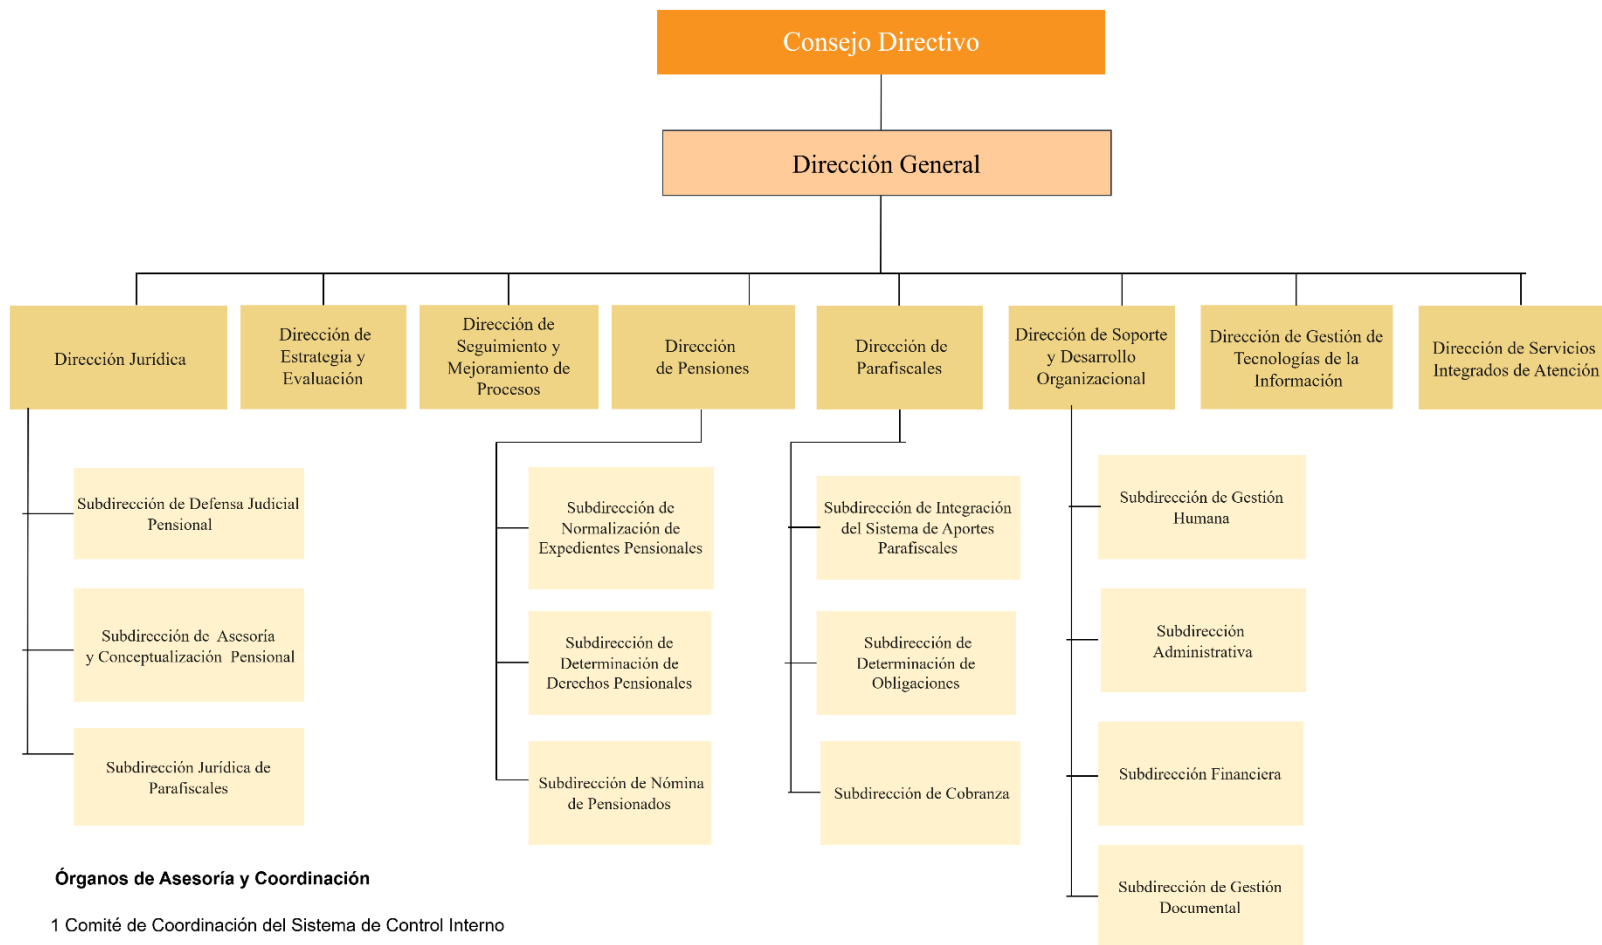 Consejo Directivo
Dirección General
Dirección Jurídica
Dirección de
Estrategia y
Evaluación
Dirección de
Seguimiento y
Mejoramiento de
Procesos
Dirección
de Pensiones
Dirección de
Parafiscales
Dirección de Soporte
y Desarrollo
Organizacional
Dirección de Gestión de
Tecnologías de la
Información
Dirección de Servicios
Integrados de Atención
Subdirección de Defensa Judicial
Pensional
Subdirección de Asesoría
y Conceptualización Pensional
Subdirección Jurídica de
Parafiscales
Subdirección de
Normalización de
Expedientes Pensionales
Subdirección de
Determinación de
Derechos Pensionales
Subdirección de Nómina
de Pensionados
Subdirección de Integración
del Sistema de Aportes
Parafiscales
Subdirección de
Determinación de
Obligaciones
Subdirección de Cobranza
Subdirección de Gestión
Humana
Subdirección
Administrativa
Subdirección Financiera
Subdirección de Gestión
Documental
Órganos de Asesoría y Coordinación
1 Comité de Coordinación del Sistema de Control Interno